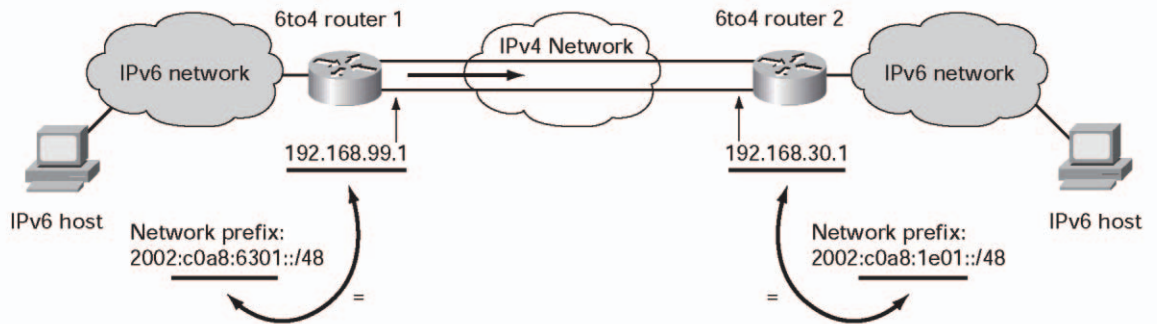 6to4 router 1
6to4 router 2
IPv4 Network
IPv6 network
IPv6 network
192.168.99.1
192.168.30.1
IPv6 host
IPv6 host
Network prefix:
2002:c0a8:6301::/48
Network prefix:
2002:c0a8:1e01::/48
=
=